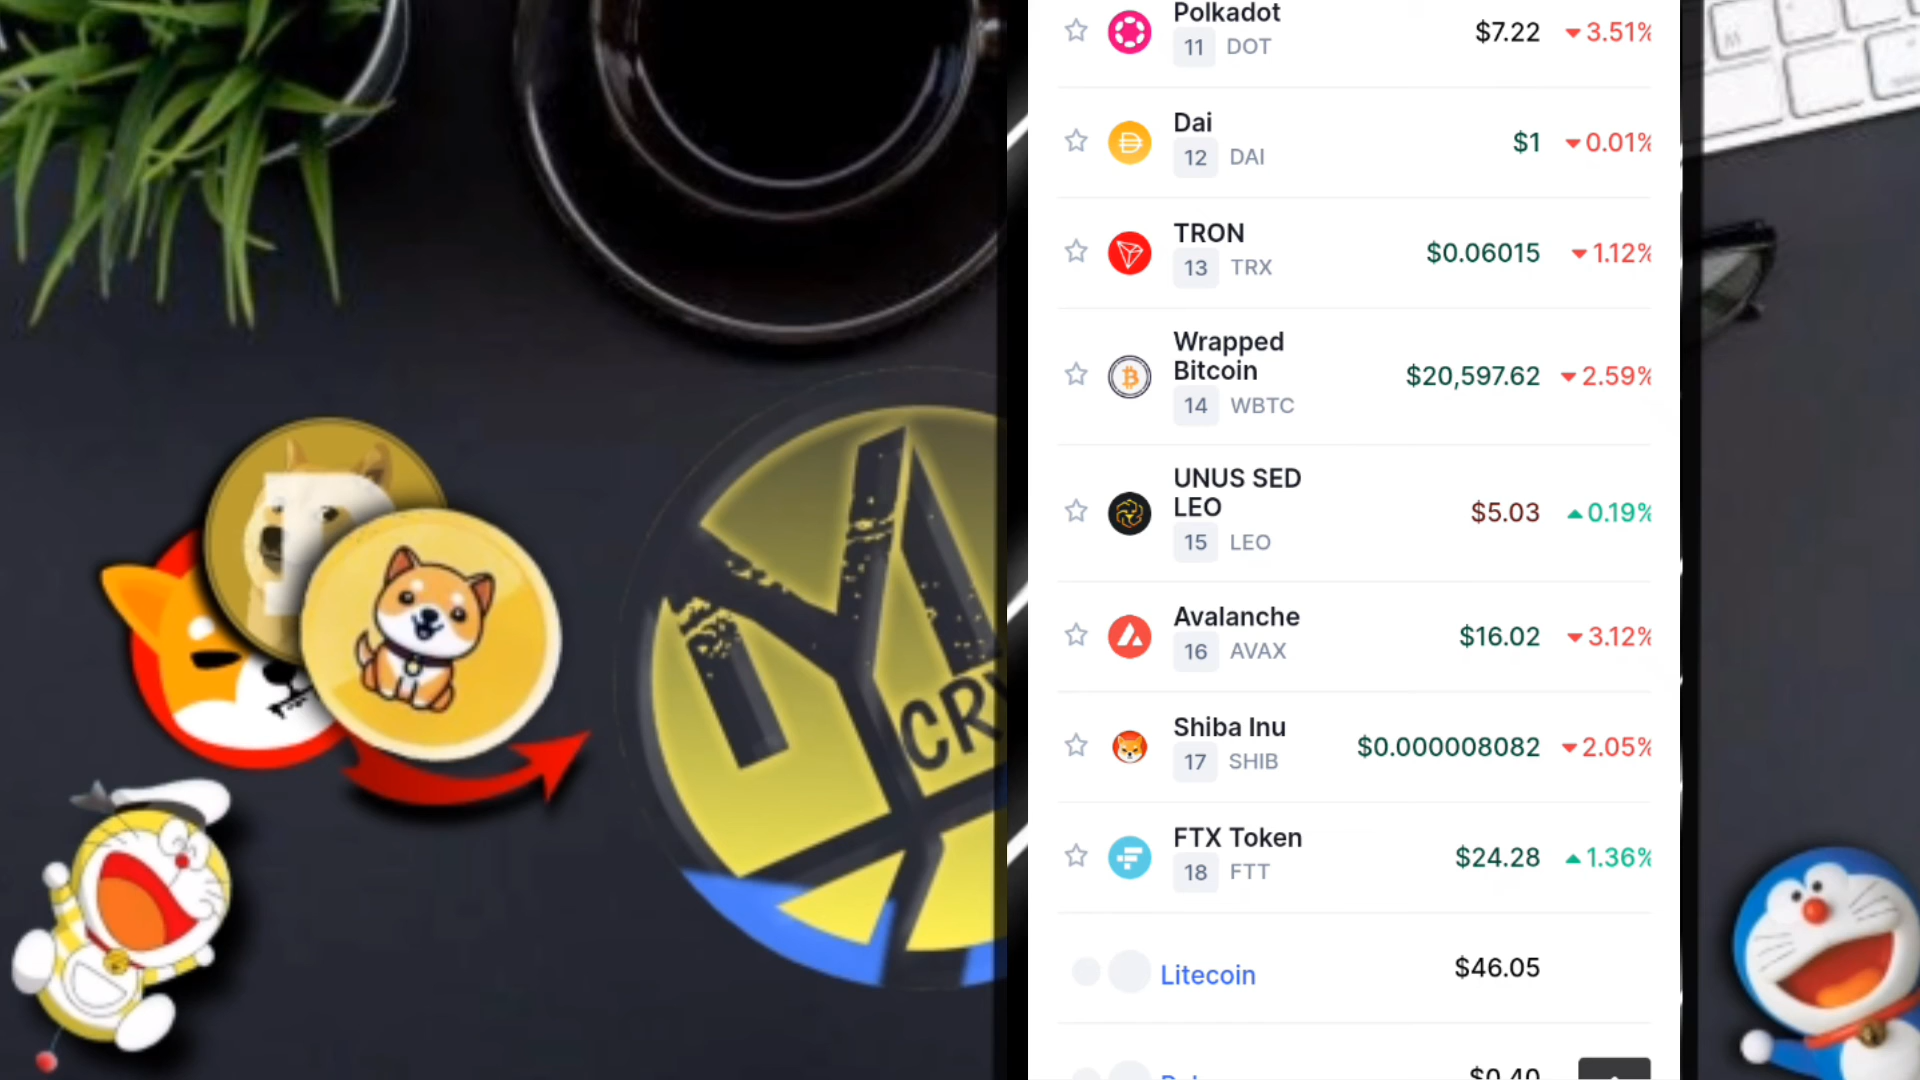 Polkadot
11 DOT
$7.22
3.51%
Dai
12 DAI
$1
0.01%
TRON
13 TRX
$0.06015
1.12%
Wrapped
Bitcoin
14 WBTC
$20,597.62
2.59%
UNUS SED
LEO
15 LEO
$5.03
0.19%
Avalanche
16 AVAX
$16.02
3.12%
Shiba Inu
17 SHIB
$0.000008082
2.05%
FTX Token
18 FTT
$24.28
1.36%
Litecoin
$46.05
$0.40